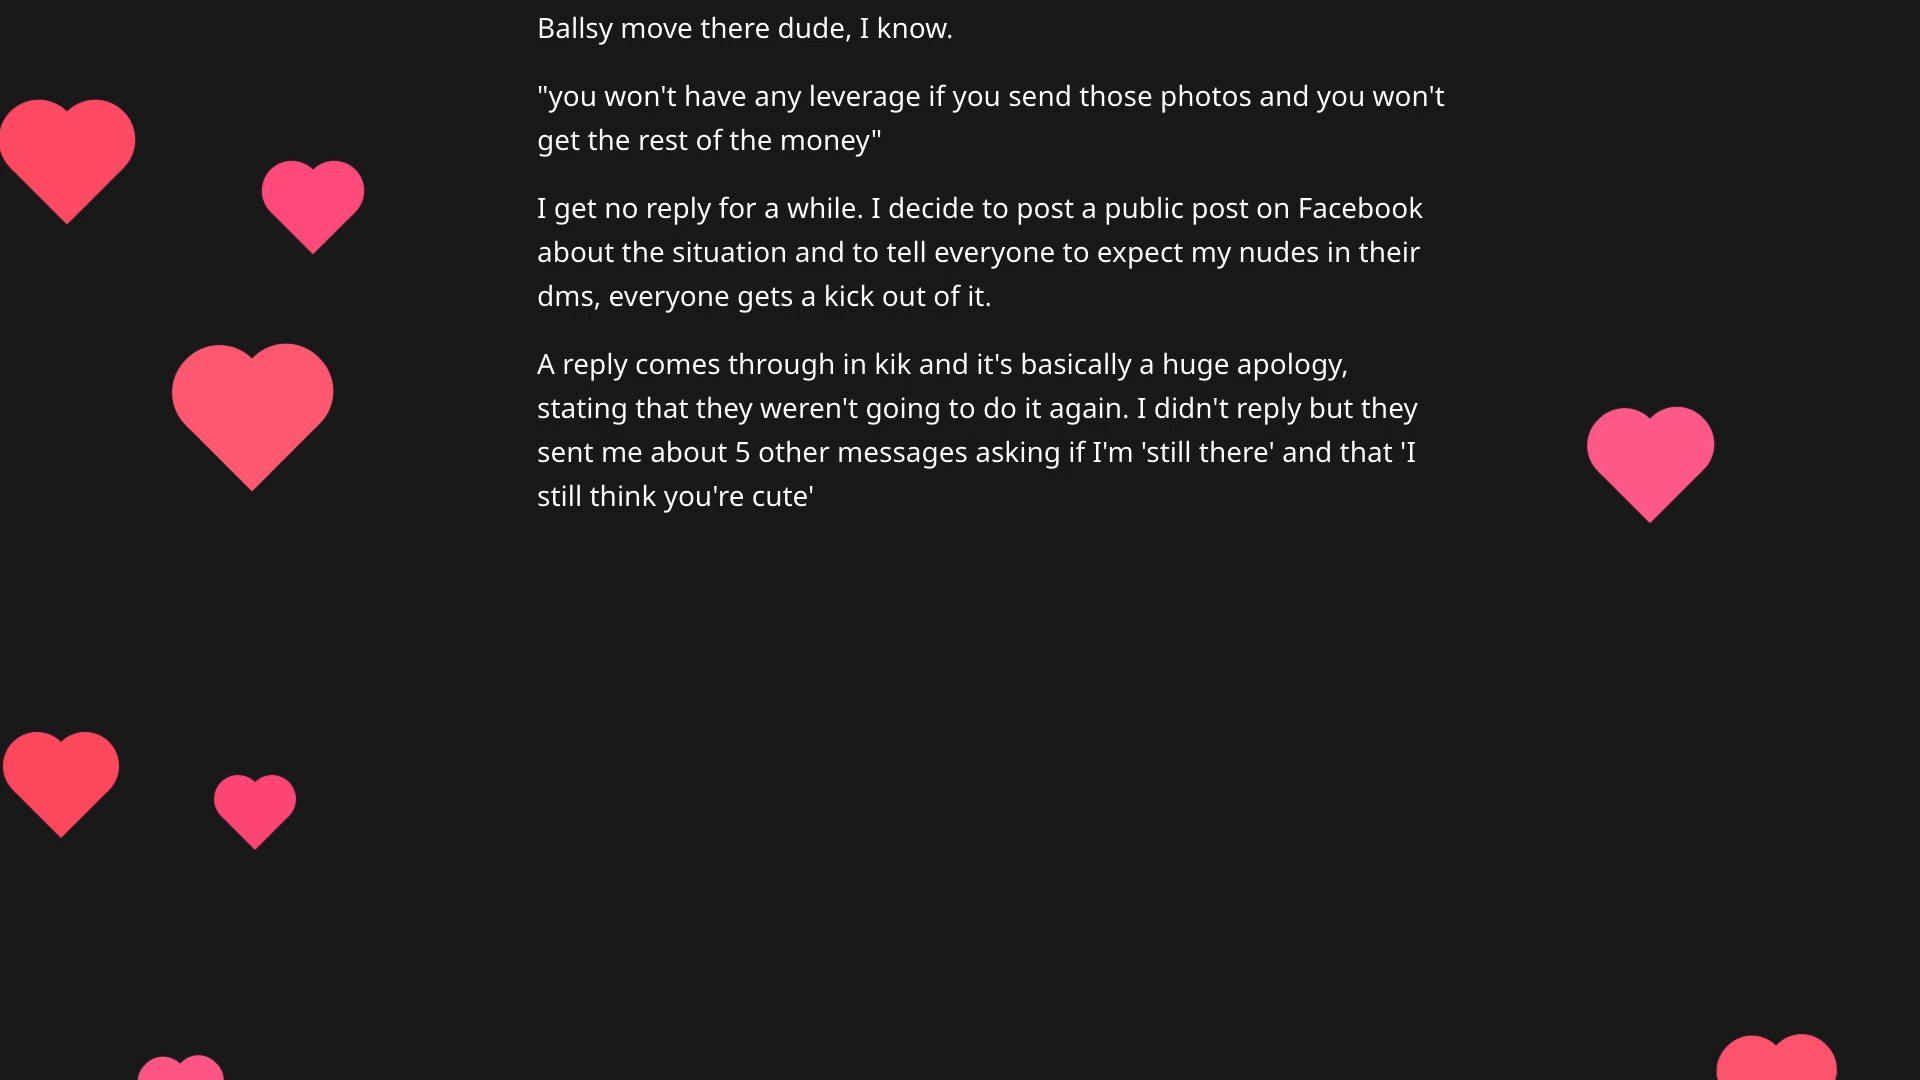 Ballsy move there dude, I know.
"you won't have any leverage if you send those photos and you won't
get the rest of the money"
I get no reply for a while. I decide to post a public post on Facebook
about the situation and to tell everyone to expect my nudes in their
dms, everyone gets a kick out of it.
A reply comes through in kik and it's basically a huge apology,
stating that they weren't going to do it again. I didn't reply but they
sent me about 5 other messages asking if I'm 'still there' and that 'I
still think you're cute'